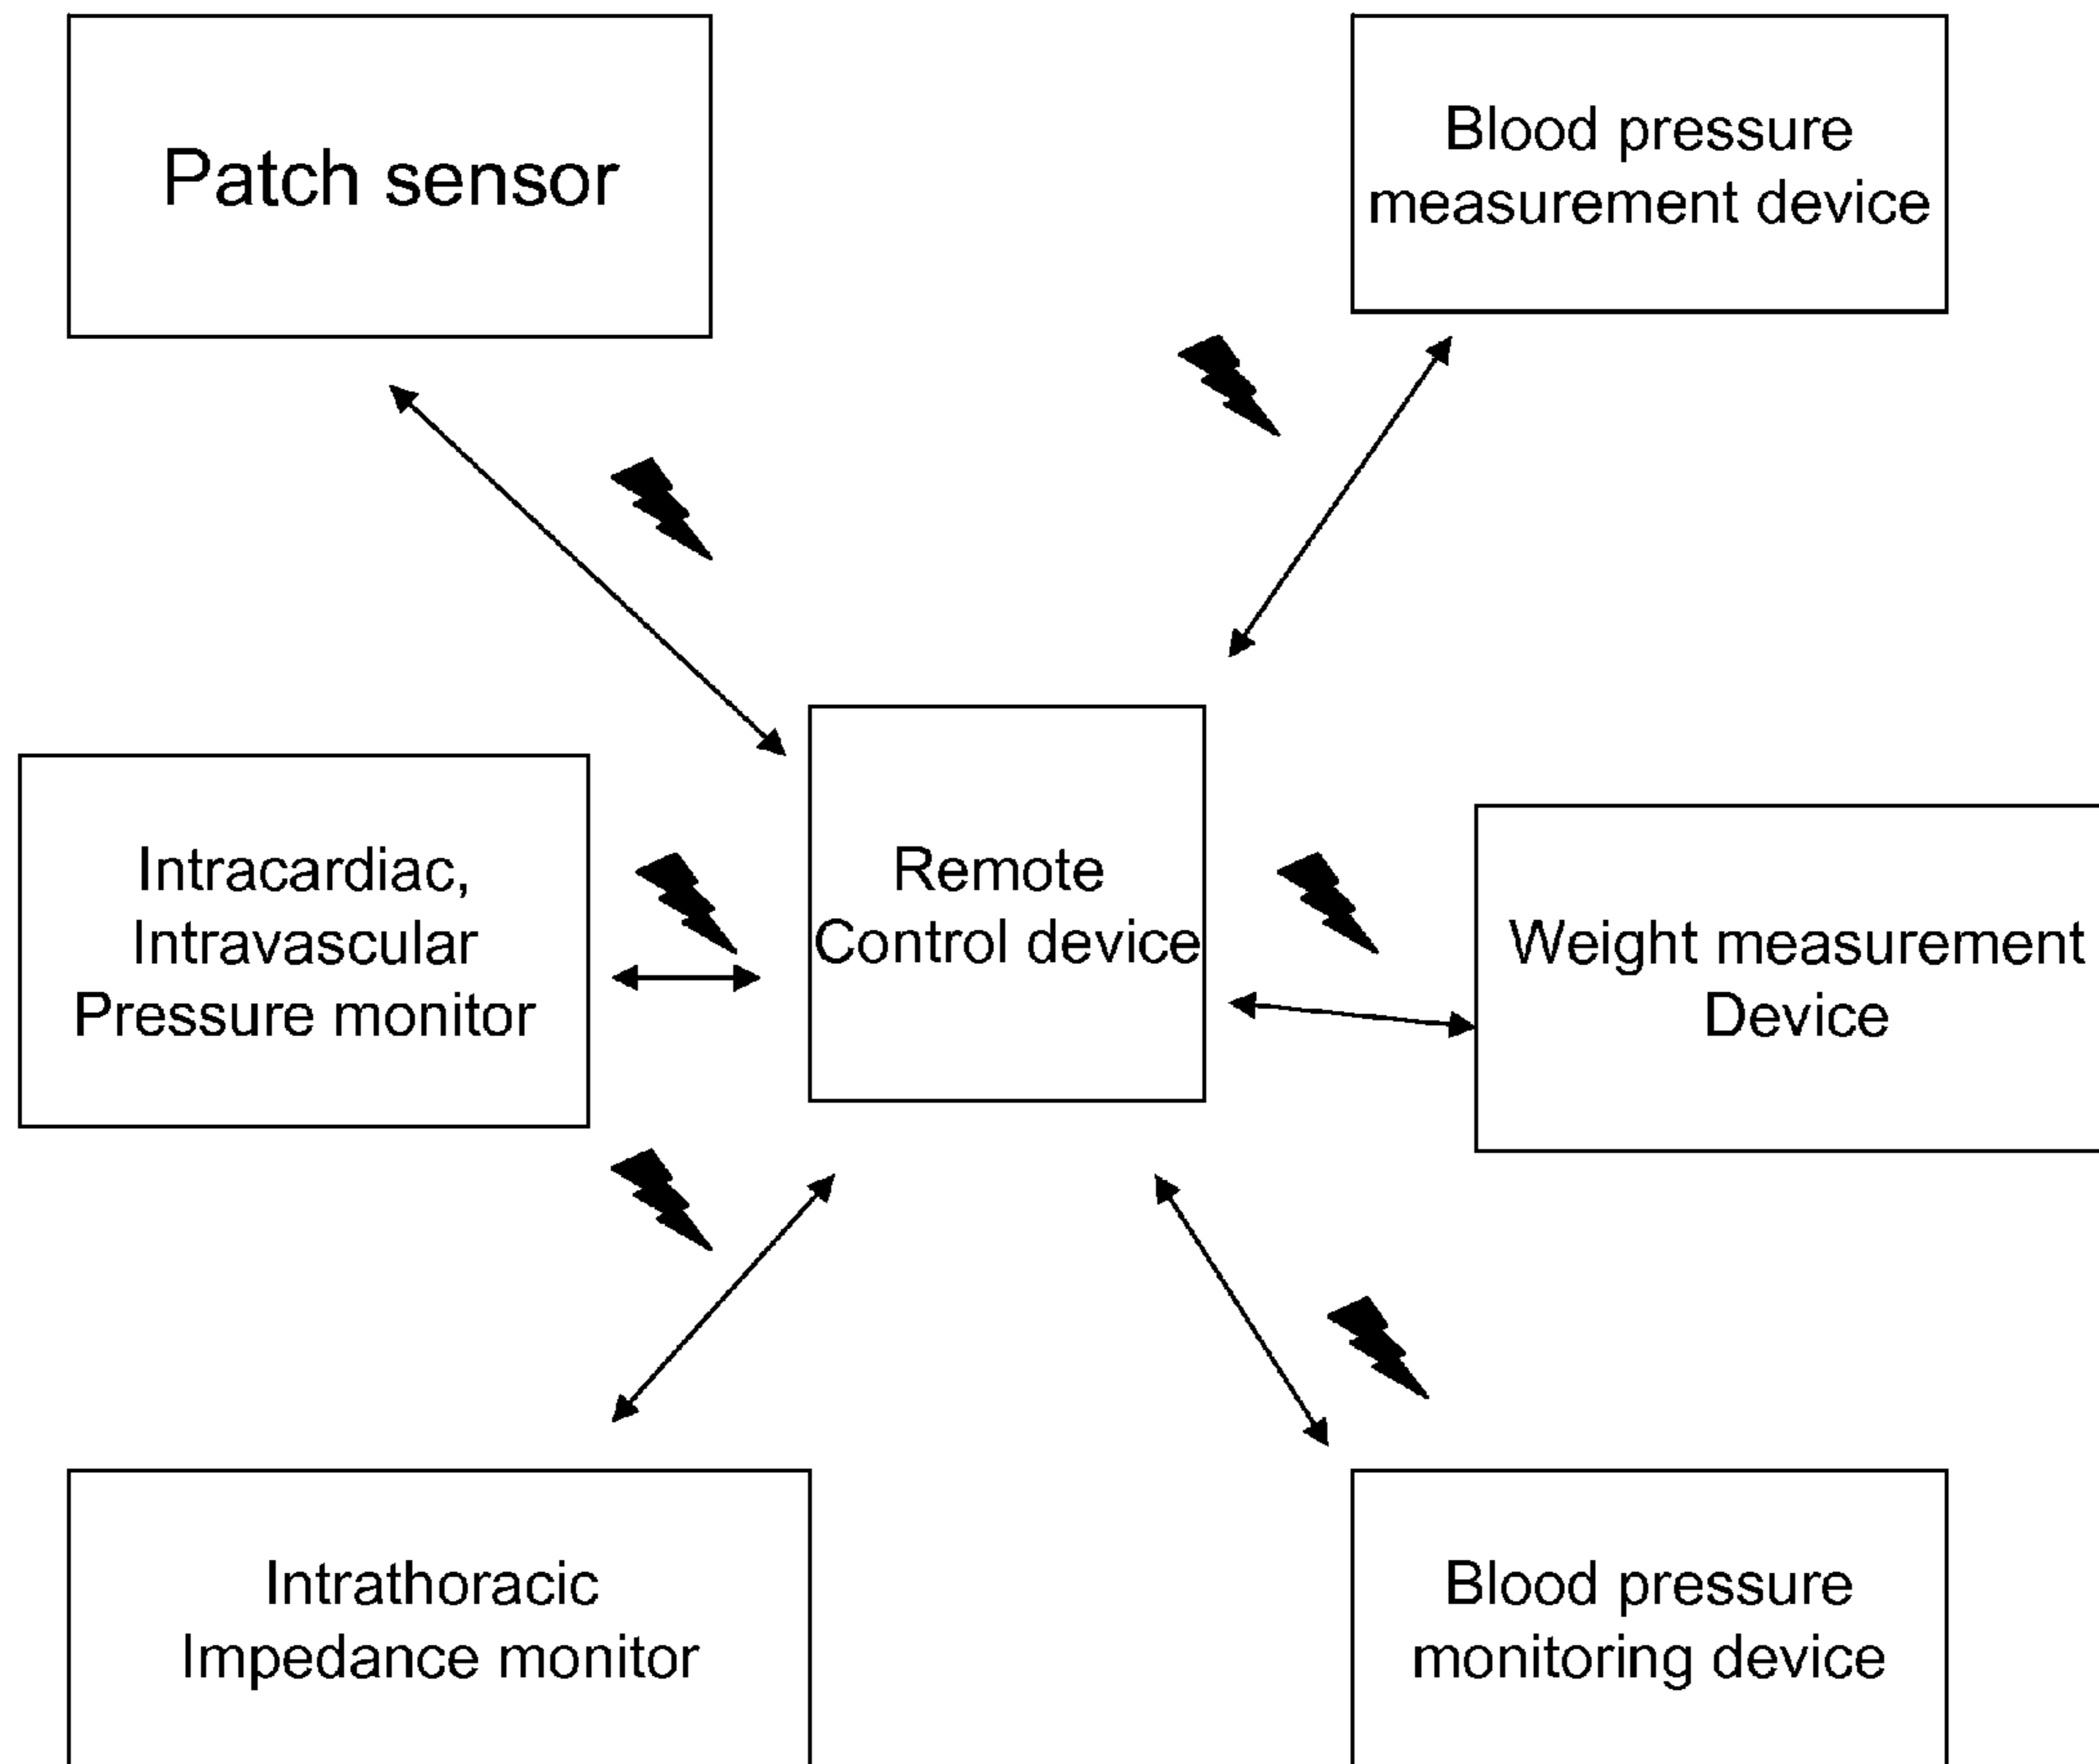 Patch sensor
Blood pressure
measurement device
Intracardiac,
Intravascular
Pressure monitor
Remote
Control device
Weight measurement
Device
Intrathoracic
Impedance monitor
Blood pressure
monitoring device